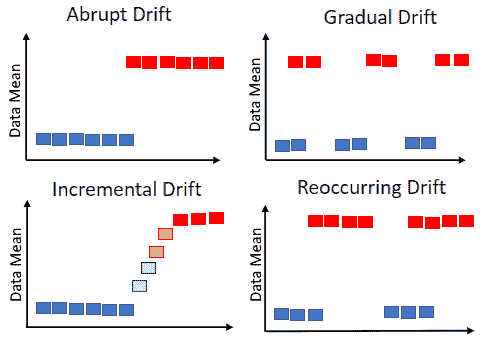 Abrupt Drift
Gradual Drift
Data Mean
Data Mean
Incremental Drift
Reoccurring Drift
Data Mean
Data Mean